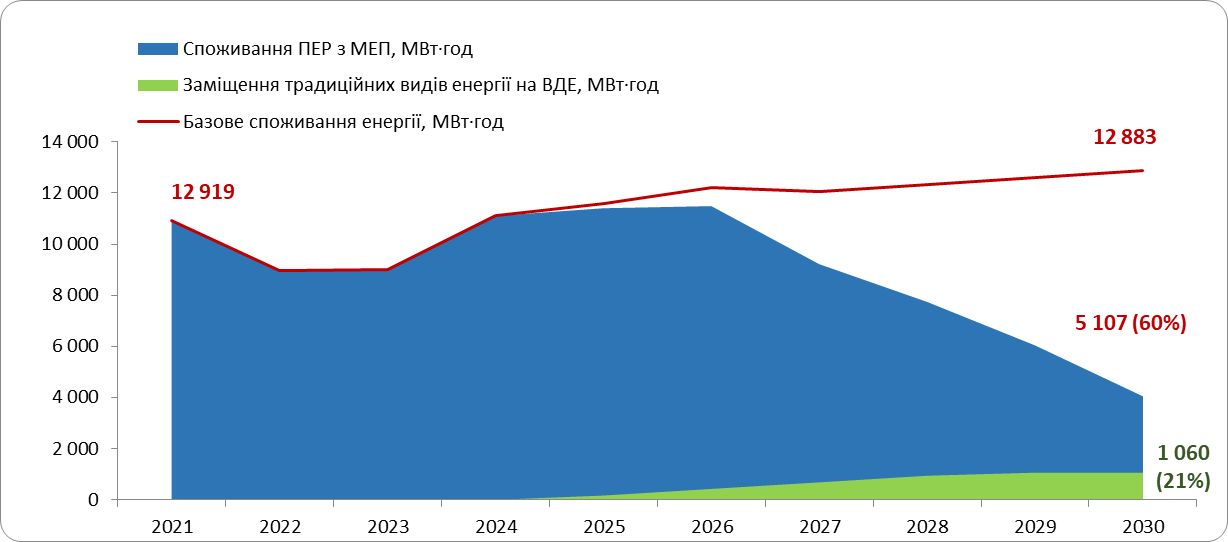 Споживання ПЕР з МЕП, МВт·год
Заміщення традиційних видів енергії на ВДЕ, МВт·год
Базове споживання енергії, МВт·год
14 000
12 000
10 000
8 000
6 000
4 000
2 000
0
12 919
12 883
5 107 (60%)
1 060
(21%)
2021 2022 2023 2024 2025 2026 2027 2028 2029 2030